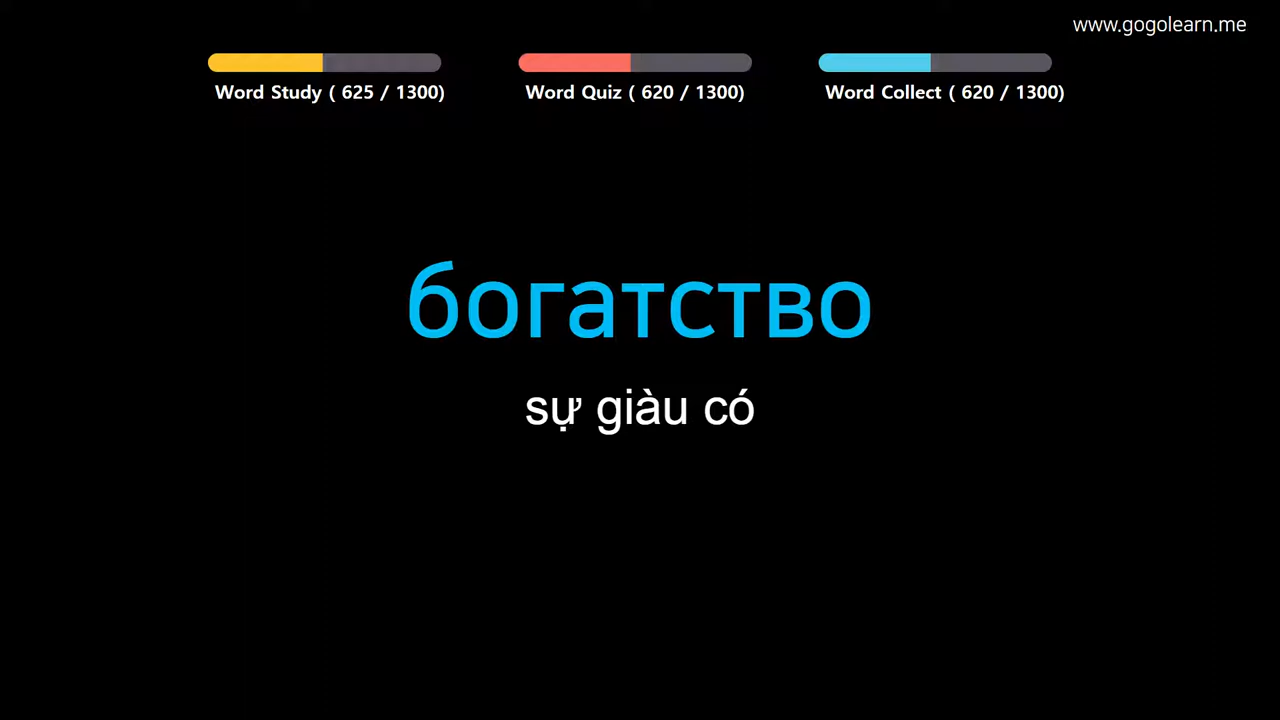 www.gogolearn.me
Word Study ( 625 / 1300)
Word Quiz ( 620 / 1300)
Word Collect ( 620 / 1300)
богатство
sự giàu có